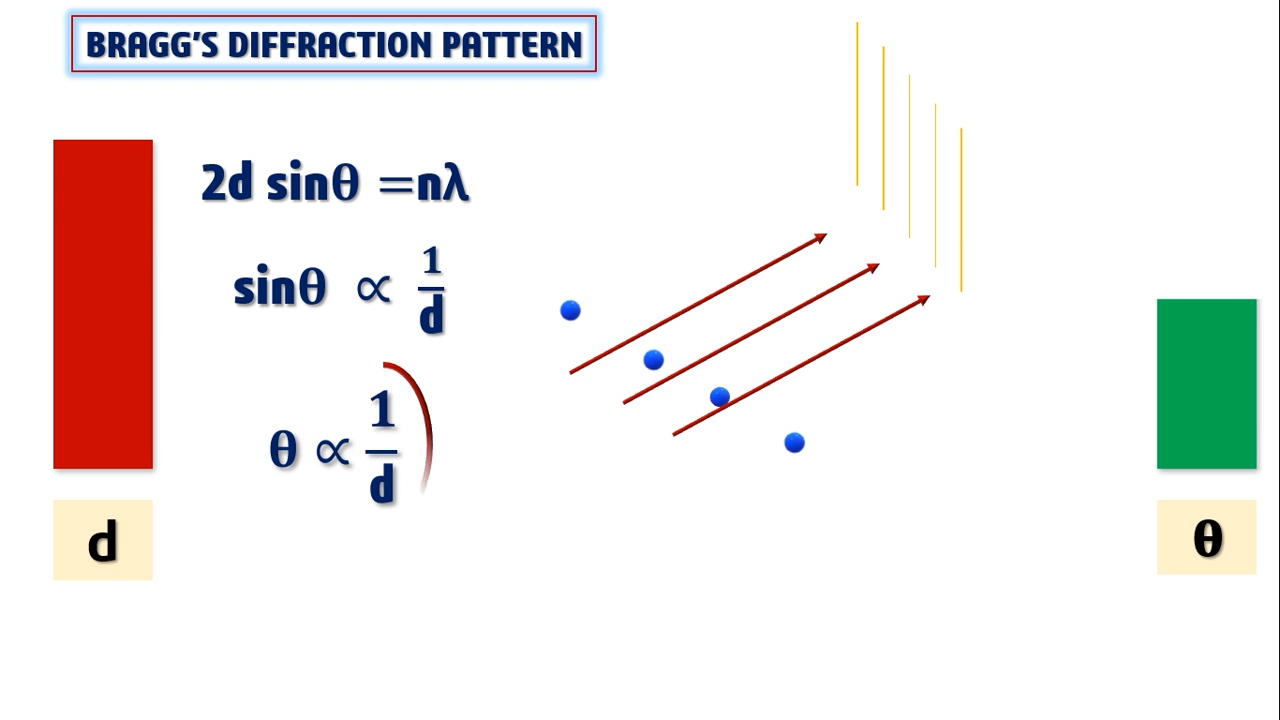 BRAGG'S DIFFRACTION PATTERN
2d sinθ =nλ
sinθ ∝ 1/d
θ ∝ 1/d
d
θ